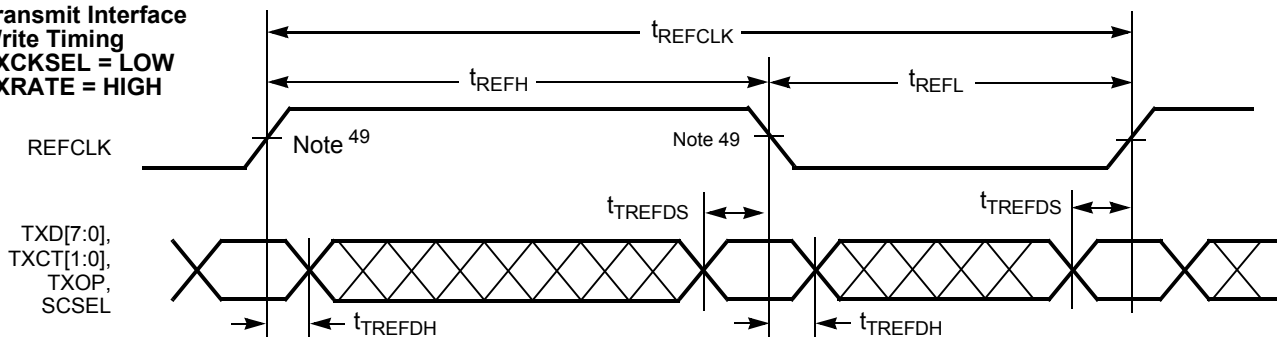 ransmit Interface
rite Timing
XCKSEL = LOW
XRATE = HIGH
tREFCLK
tREFH
tREFL
REFCLK
Note 49
Note 49
tTREFDS
tTREFDS
TXD[7:0],
TXCT[1:0],
TXOP,
SCSEL
tTREFDH
tTREFDH